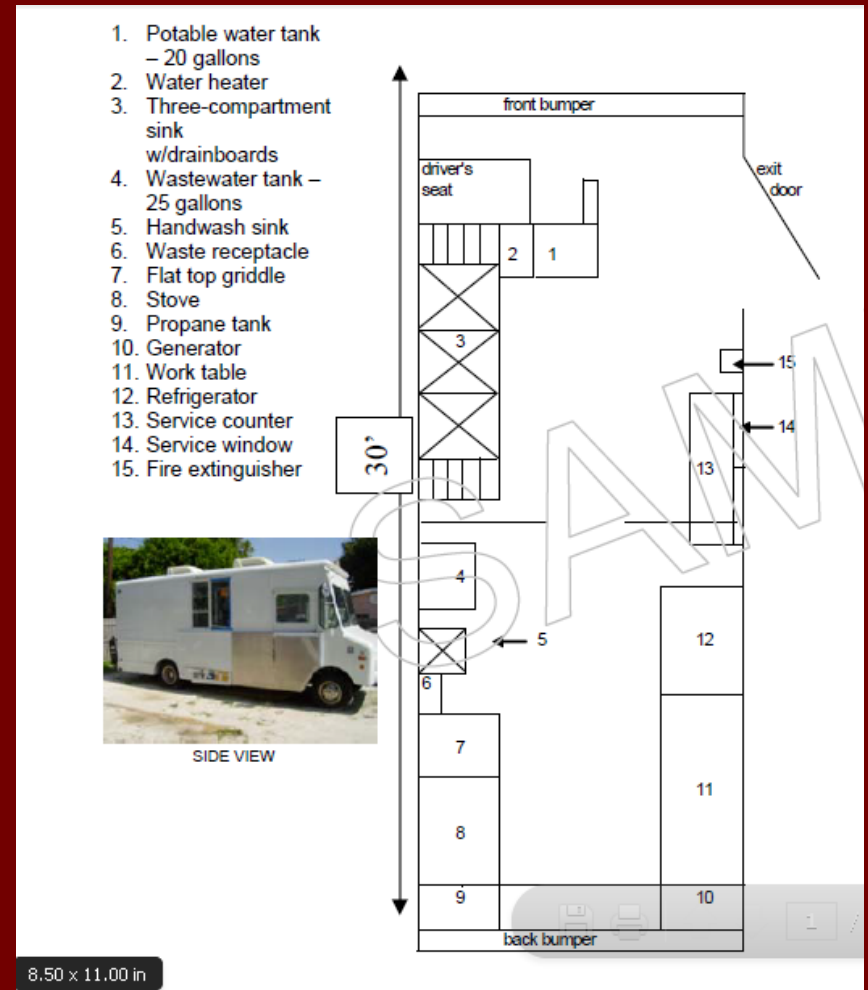 1. Potable water tank
– 20 gallons
2. Water heater
3. Three-compartment
sink
w/drainboards
4. Wastewater tank –
25 gallons
5. Handwash sink
6. Waste receptacle
7. Flat top griddle
8. Stove
9. Propane tank
10. Generator
11. Work table
12. Refrigerator
13. Service counter
14. Service window
15. Fire extinguisher
front bumper
driver's
seat
exit
door
2
1
3
15
14
13
30’
4
5
12
6
7
11
8
9
10
back bumper
SIDE VIEW
SAM
1 /
8.50 x 11.00 in